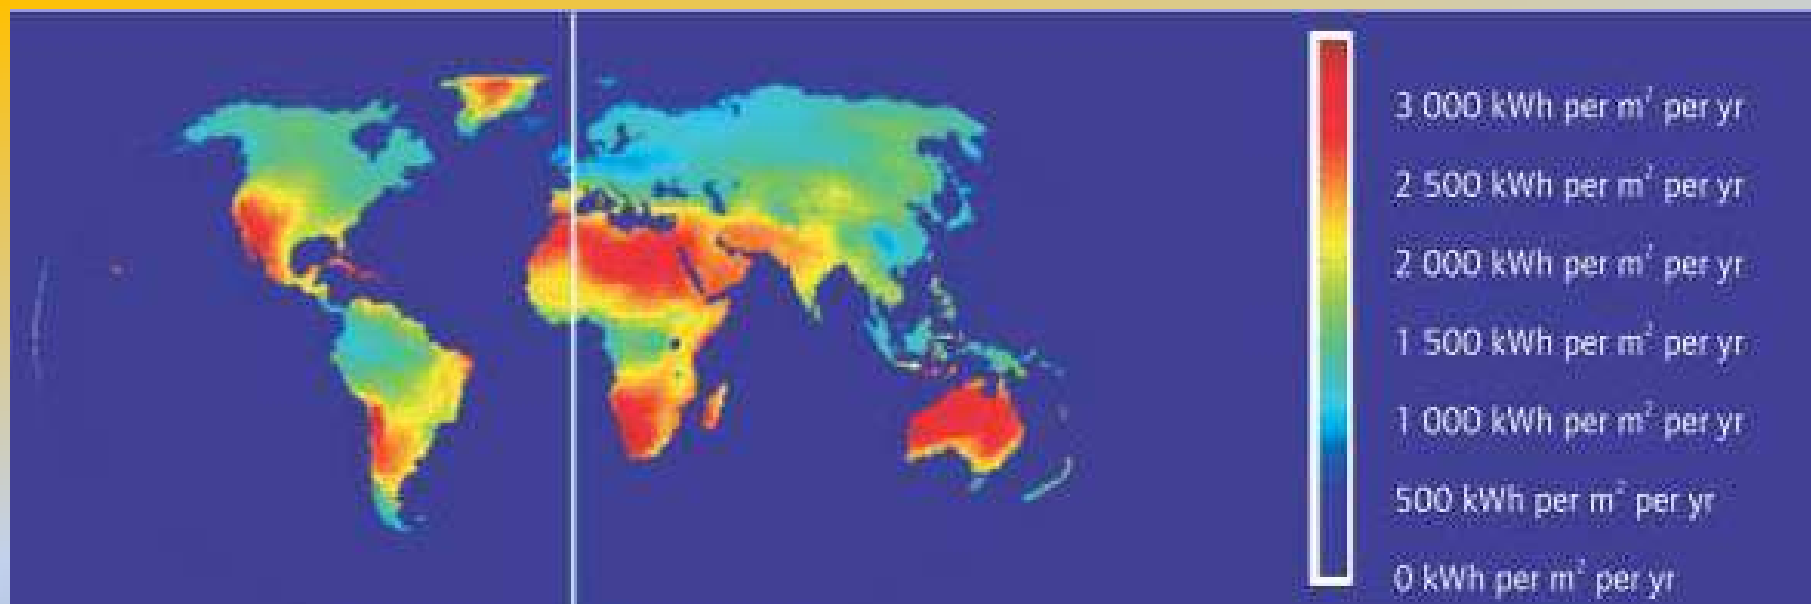 3 000 kWh per m² per yr
2 500 kWh per m² per yr
2 000 kWh per m² per yr
1 500 kWh per m² per yr
1 000 kWh per m² per yr
500 kWh per m² per yr
0 kWh per m² per yr